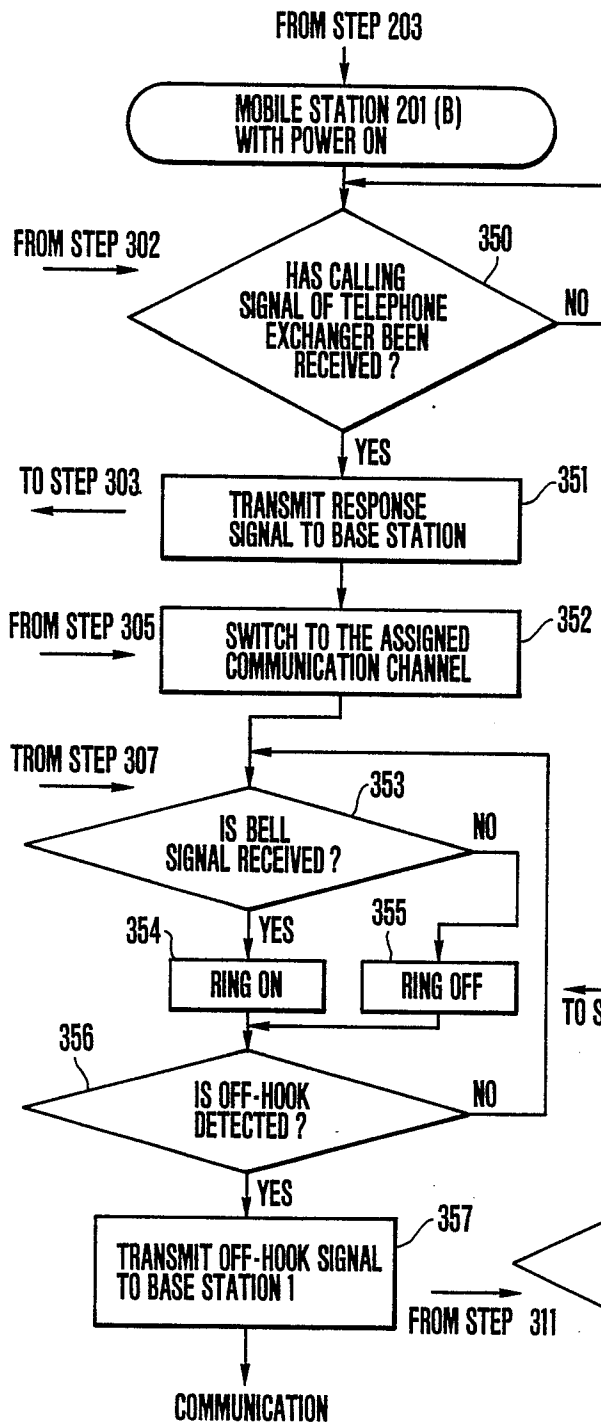 FROM STEP 203
MOBILE STATION 201 (B)
WITH POWER ON
FROM STEP 302
350
HAS CALLING
SIGNAL OF TELEPHONE
EXCHANGER BEEN
RECEIVED ?
NO
YES
TO STEP 303.
351
TRANSMIT RESPONSE
SIGNAL TO BASE STATION
FROM STEP 305
352
SWITCH TO THE ASSIGNED
COMMUNICATION CHANNEL
TROM STEP 307
353
IS BELL
SIGNAL RECEIVED ?
NO
YES
354
355
RING ON
RING OFF
TO S
356
IS OFF-HOOK
DETECTED ?
NO
YES
357
TRANSMIT OFF-HOOK SIGNAL
TO BASE STATION 1
FROM STEP 311
COMMUNICATION